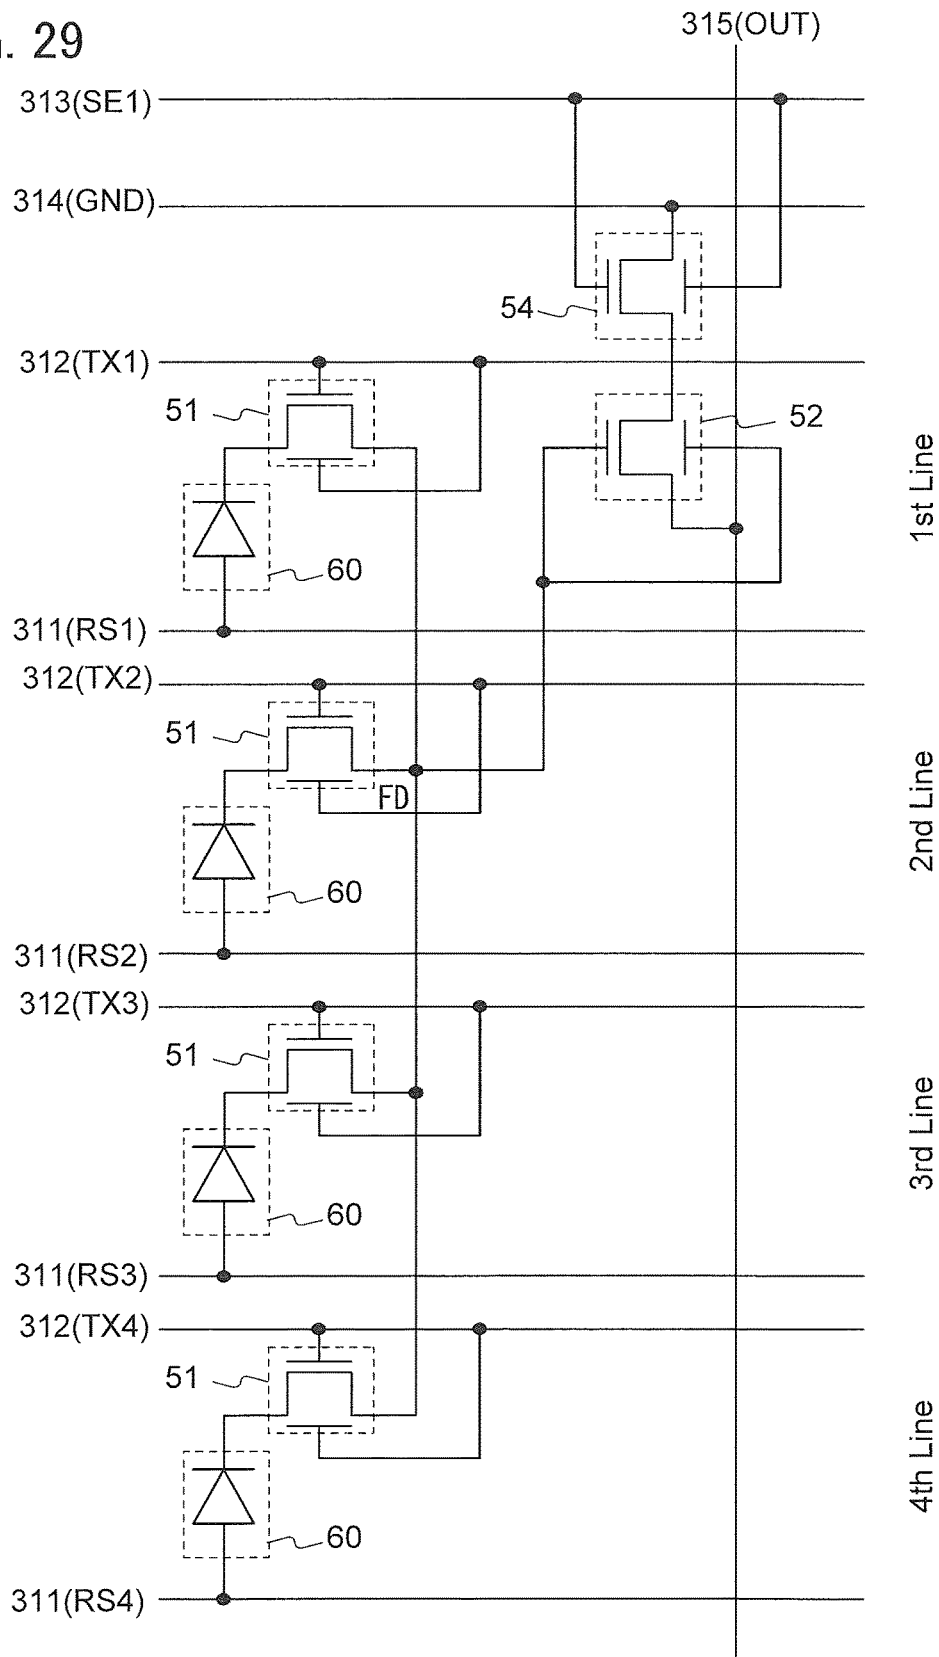 . 29
315(OUT)
313(SE1)
314(GND)
54
312(TX1)
51
52
60
1st Line
311(RS1)
312(TX2)
51
FD
60
2nd Line
311(RS2)
312(TX3)
51
60
3rd Line
311(RS3)
312(TX4)
51
60
4th Line
311(RS4)